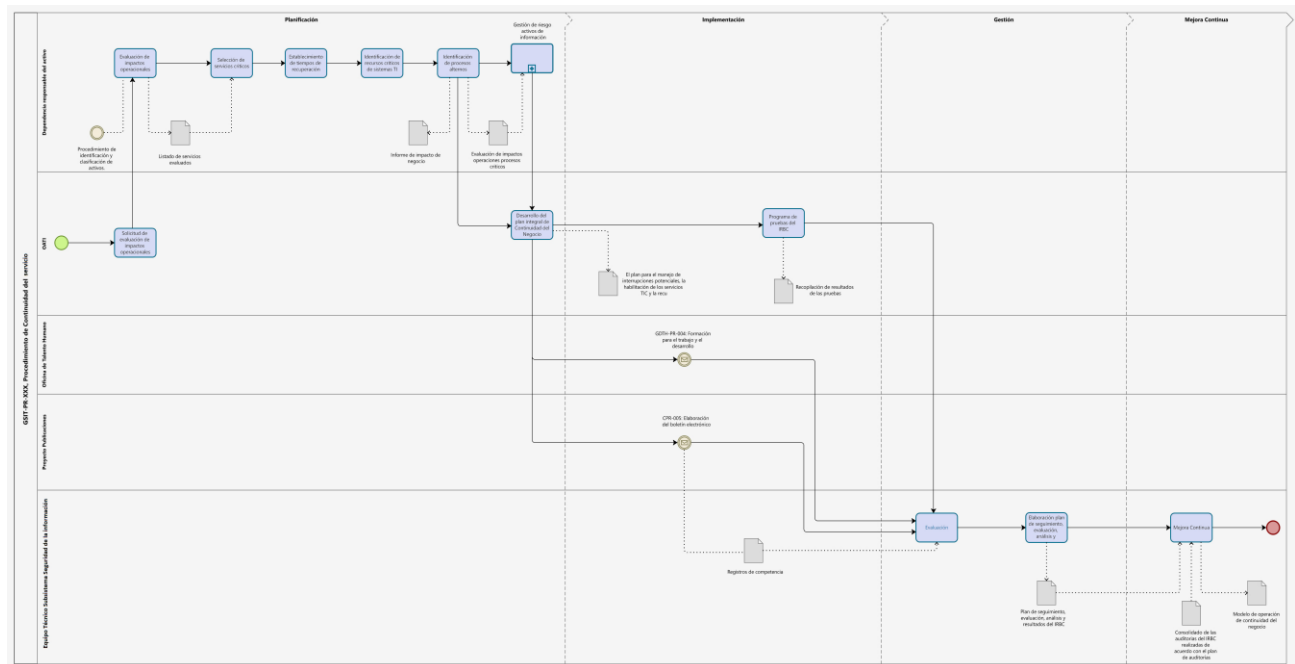 Planificación
Implementación
Gestión
Mejora Continua
GSIT-PR-XXX, Procedimiento de Continuidad del servicio
Dependencia responsable del activo
Evaluación de
impactos
operacionales
Selección de
servicios críticos
Establecimiento
de tiempos de
recuperación
Identificación de
recursos críticos
de sistemas TI
Identificación
de procesos
alternos
Gestión de riesgo
activos de
información
Procedimiento de
identificación y
clasificación de
activos.
Listado de servicios
evaluados
Informe de impacto de
negocio
Evaluación de impactos
operaciones procesos
críticos
Solicitud de
evaluación de
impactos
operacionales
Desarrollo del
plan integral de
Continuidad del
Negocio
Programa de
pruebas del
IRBC
El plan para el manejo de
interrupciones potenciales, la
habilitación de los servicios
TIC y la recu
Recopilación de resultados
de las pruebas
Oficina de Talento Humano
GDTH-PR-004: Formación
para el trabajo y el
desarrollo
Proyecto Publicaciones
CPR-005: Elaboración
del boletín electrónico
Equipo Técnico Subsistema Seguridad de la información
Evaluación
Elaboración plan
de seguimiento,
evaluación,
análisis y
Mejora Continua
Registros de competencia
Plan de seguimiento,
evaluación, análisis y
resultados del IRBC
Consolidado de las
auditorías del IRBC
realizadas de
acuerdo con el plan
de auditorías
Modelo de operación
de continuidad del
negocio